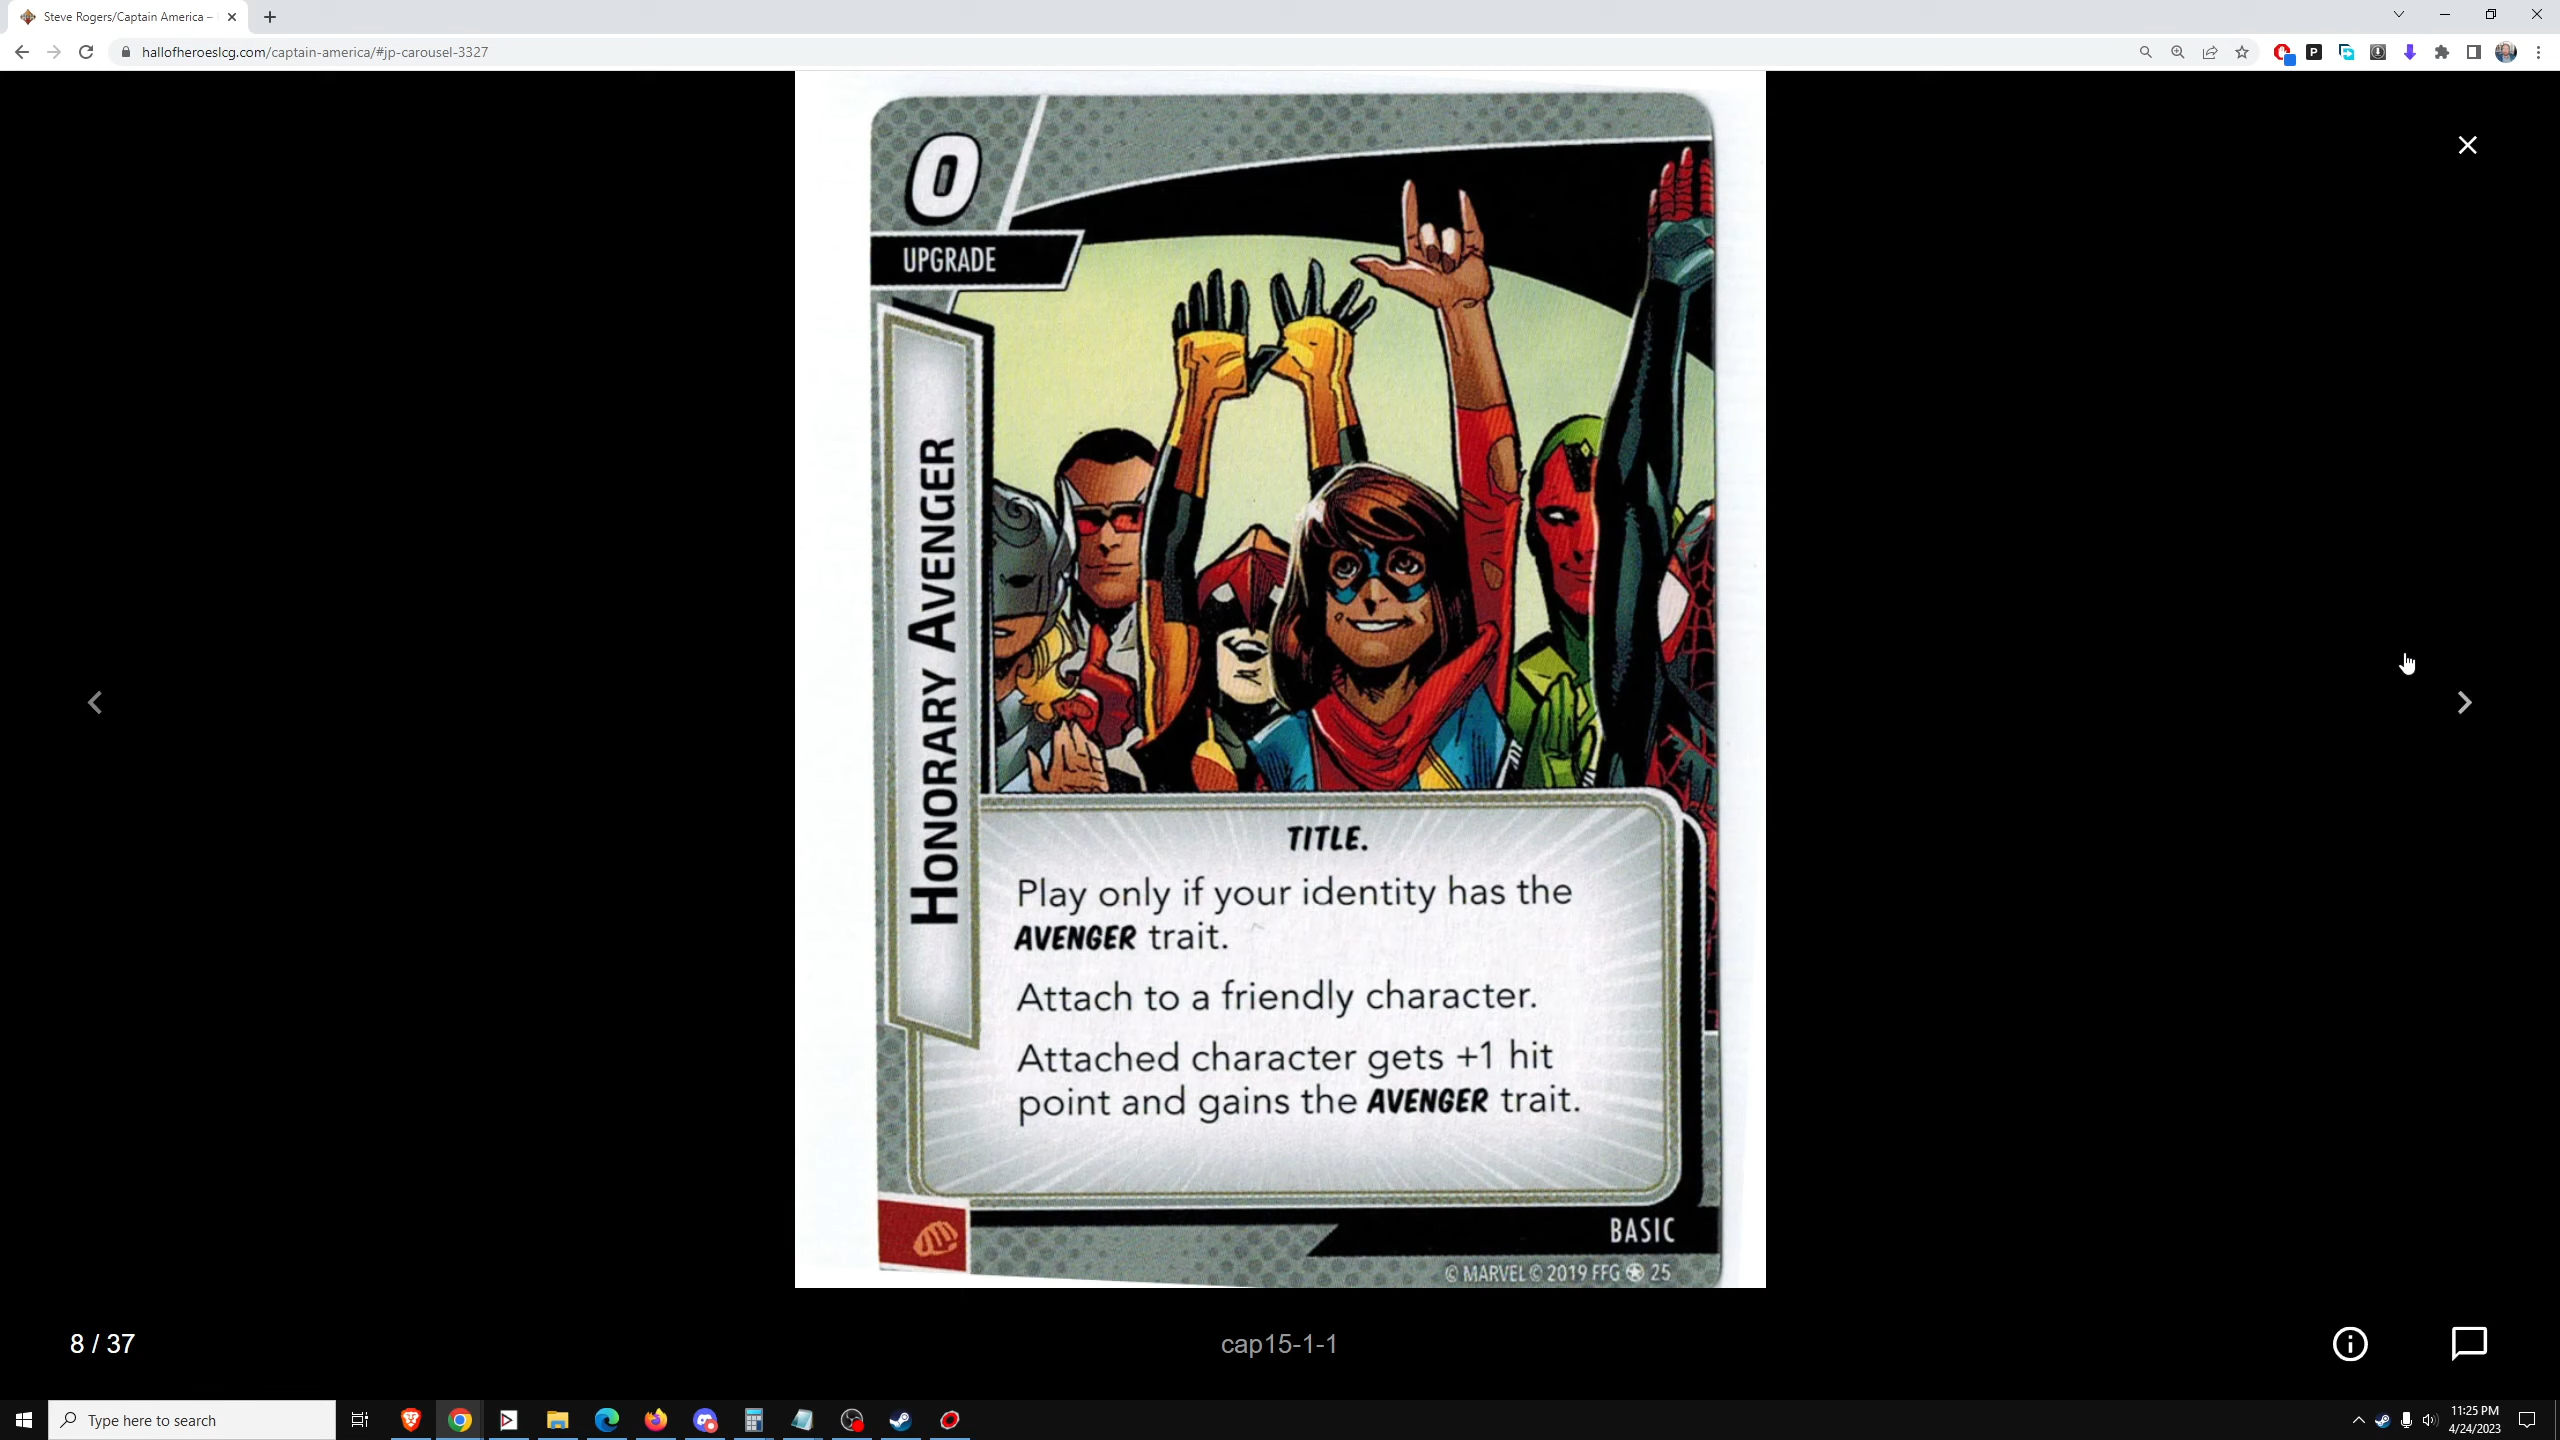 Steve Rogers/Captain America –
hallofheroeslcg.com/captain-america/#jp-carousel-3327
P
0
UPGRADE
HONORARY AVENGER
TITLE.
Play only if your identity has the
AVENGER trait.
Attach to a friendly character.
Attached character gets +1 hit
point and gains the AVENGER trait.
BASIC
© MARVEL © 2019 FFG 25
8 / 37
cap15-1-1
Type here to search
11:25 PM
4/24/2023